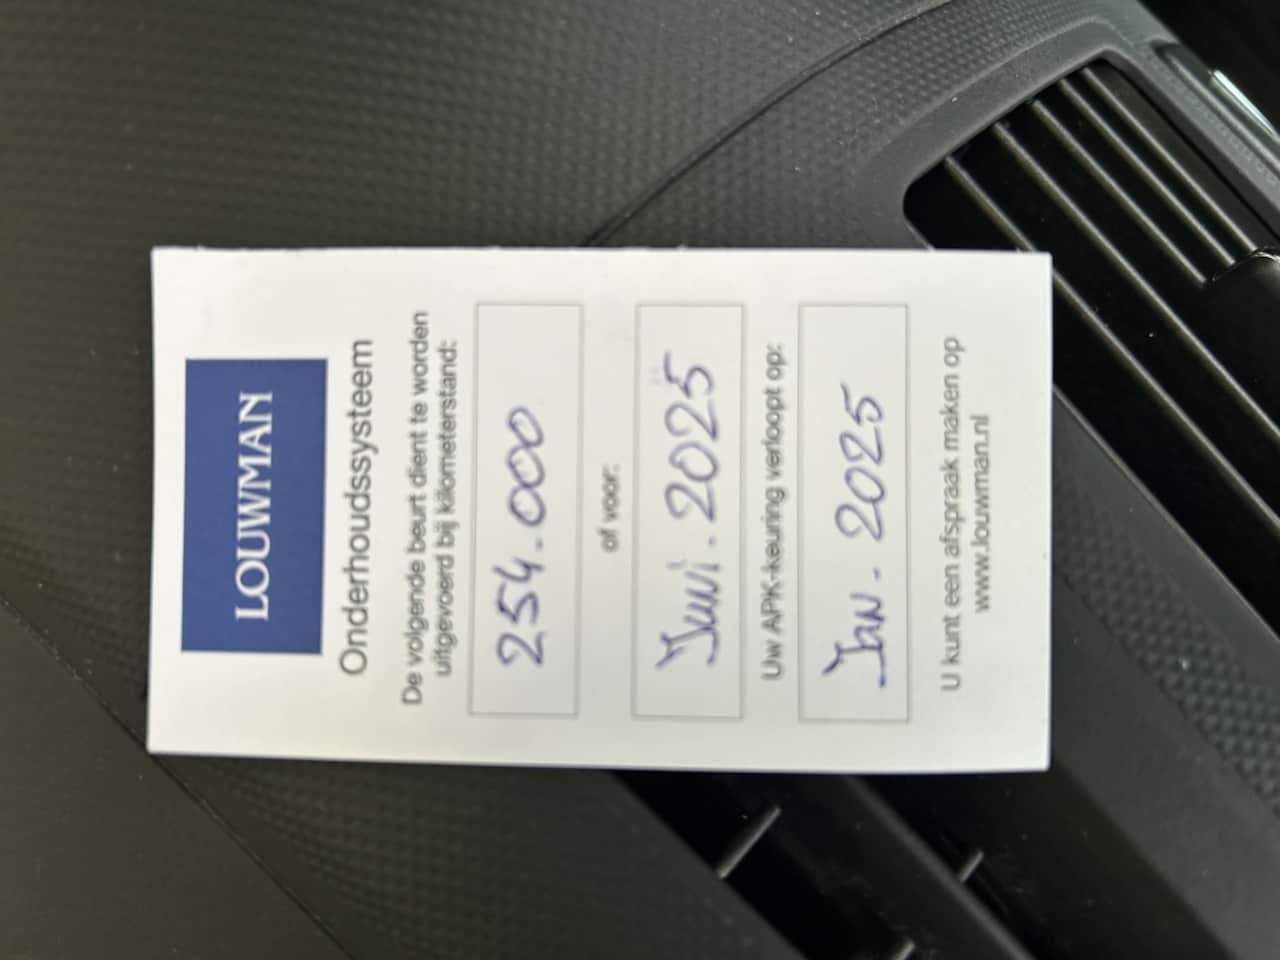 LOUWMAN
Onderhoudssysteem
De volgende beurt dient te worden
uitgevoerd bij kilometerstand:
254.000
of voor:
Juni. 2025
Uw APK-keuring verloopt op:
Jan. 2025
U kunt een afspraak maken op
www.louwman.nl